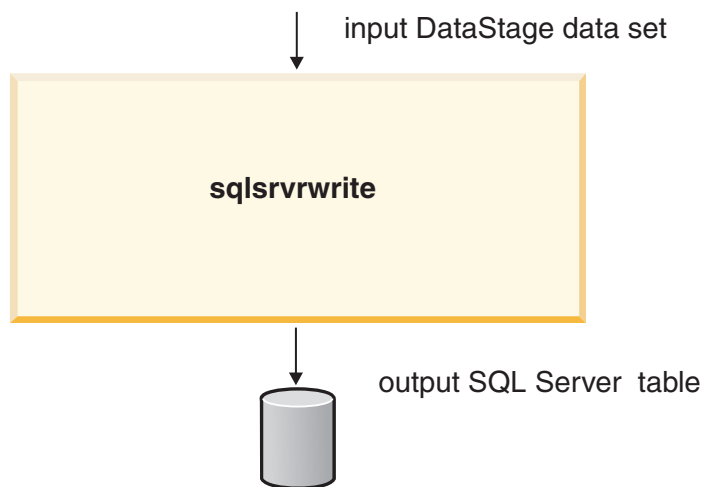 input DataStage data set
sqlsrvrwrite
output SQL Server table